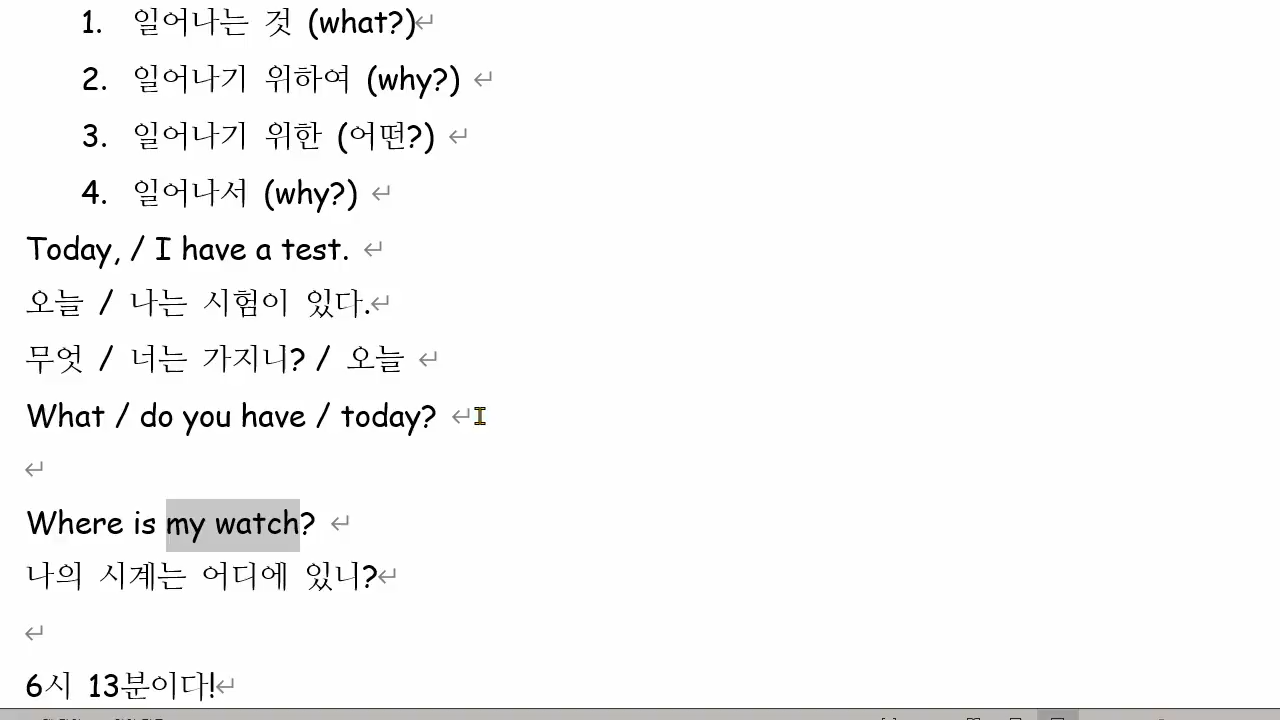 1. 일어나는 것 (what?)
2. 일어나기 위하여 (why?)
3. 일어나기 위한 (어떤?)
4. 일어나서 (why?)
Today, / I have a test.
오늘 / 나는 시험이 있다.
무엇 / 너는 가지니? / 오늘
What / do you have / today?
Where is my watch?
나의 시계는 어디에 있니?
6시 13분이다!